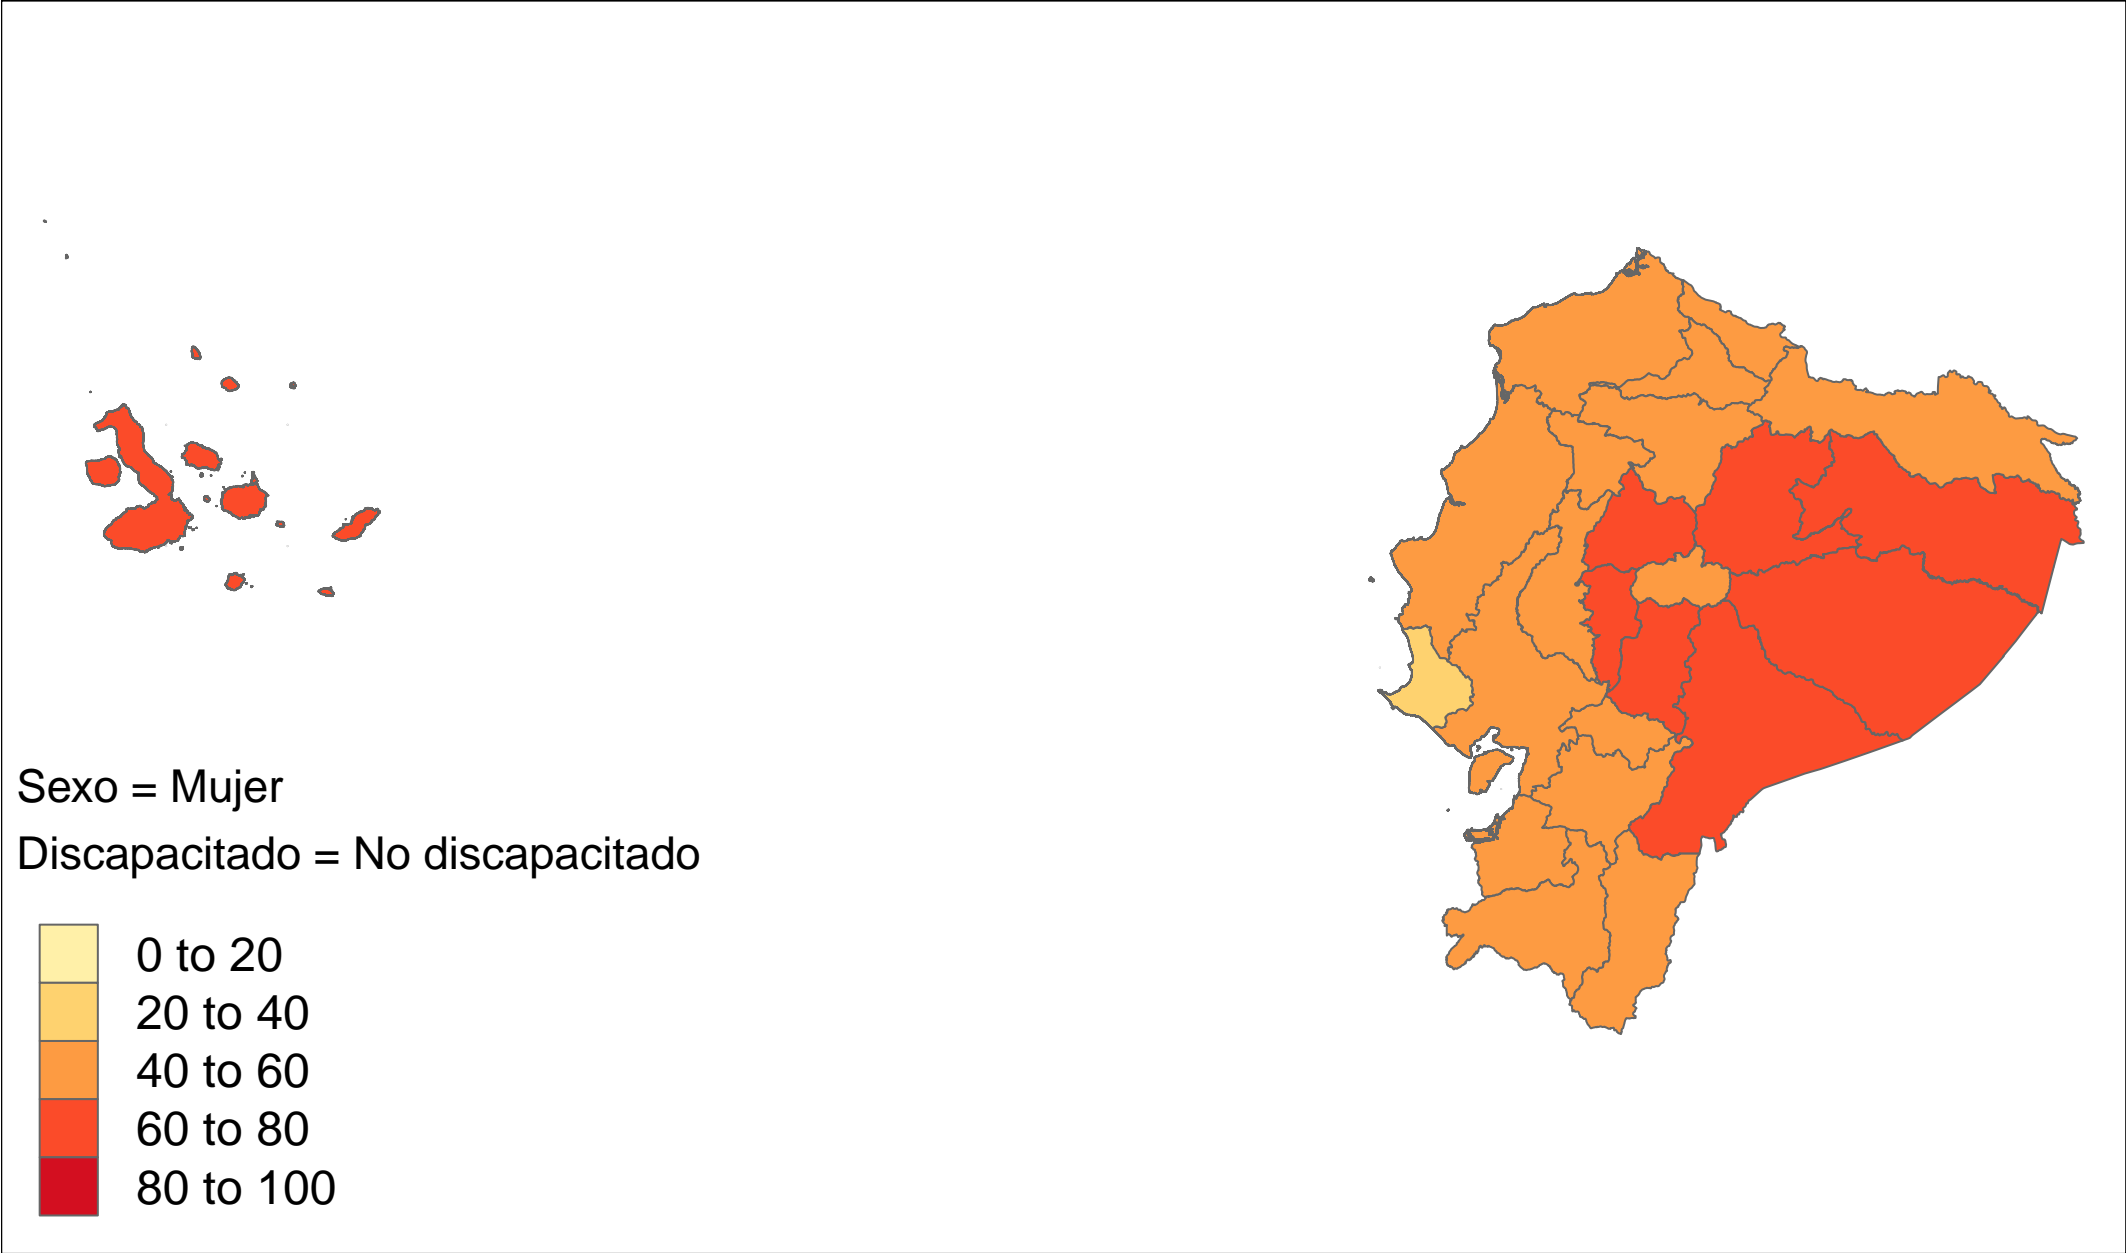 Sexo = Mujer
Discapacitado = No discapacitado
0 to 20
20 to 40
40 to 60
60 to 80
80 to 100